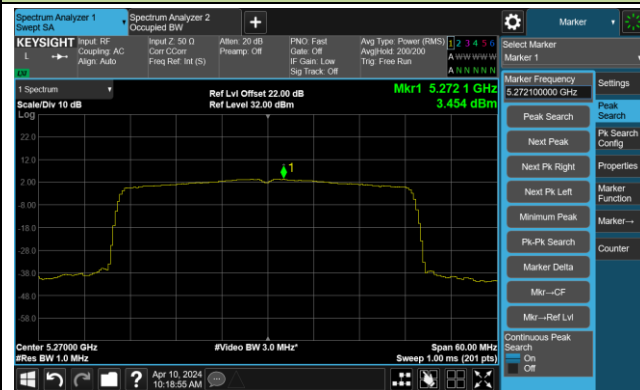 Spectrum Analyzer 1
Swept SA
Spectrum Analyzer 2
Occupied BW
+
Marker
KEYSIGHT
L
LXI
Input: RF
Coupling: AC
Align: Auto
Input Z: 50 Ω
Corr CCorr
Freq Ref: Int (S)
Atten: 20 dB
Preamp: Off
PNO: Fast
Gate: Off
IF Gain: Low
Sig Track: Off
Avg Type: Power (RMS)
Avg|Hold: 200/200
Trig: Free Run
1 2 3 4 5 6
A W W W W W
A N N N N N
Select Marker
Marker 1
Marker Frequency
5.272100000 GHz
Peak Search
Next Peak
Next Pk Right
Next Pk Left
Minimum Peak
Pk-Pk Search
Marker Delta
Mkr→CF
Mkr→Ref Lvl
Continuous Peak
Search
On
Off
Settings
Peak
Search
Pk Search
Config
Properties
Marker
Function
Marker→
Counter
1 Spectrum
Scale/Div 10 dB
Log
Ref Lvl Offset 22.00 dB
Ref Level 32.00 dBm
Mkr1 5.272 1 GHz
3.454 dBm
1
22.0
12.0
2.00
-8.00
-18.0
-28.0
-38.0
-48.0
-58.0
Center 5.27000 GHz
#Res BW 1.0 MHz
#Video BW 3.0 MHz*
Span 60.00 MHz
Sweep 1.00 ms (201 pts)
?
Apr 10, 2024
10:18:55 AM